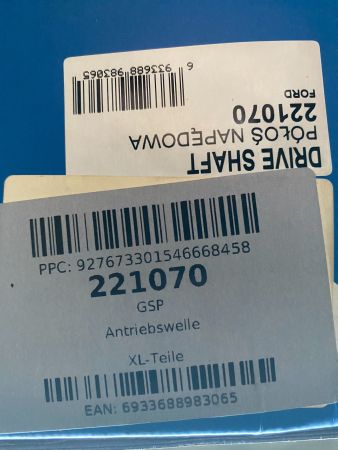 DRIVE SHAFT
PÓŁOŚ NAPĘDOWA
221070
FORD
6 933688 983065
PPC: 927673301546668458
221070
GSP
Antriebswelle
XL-Teile
EAN: 6933688983065